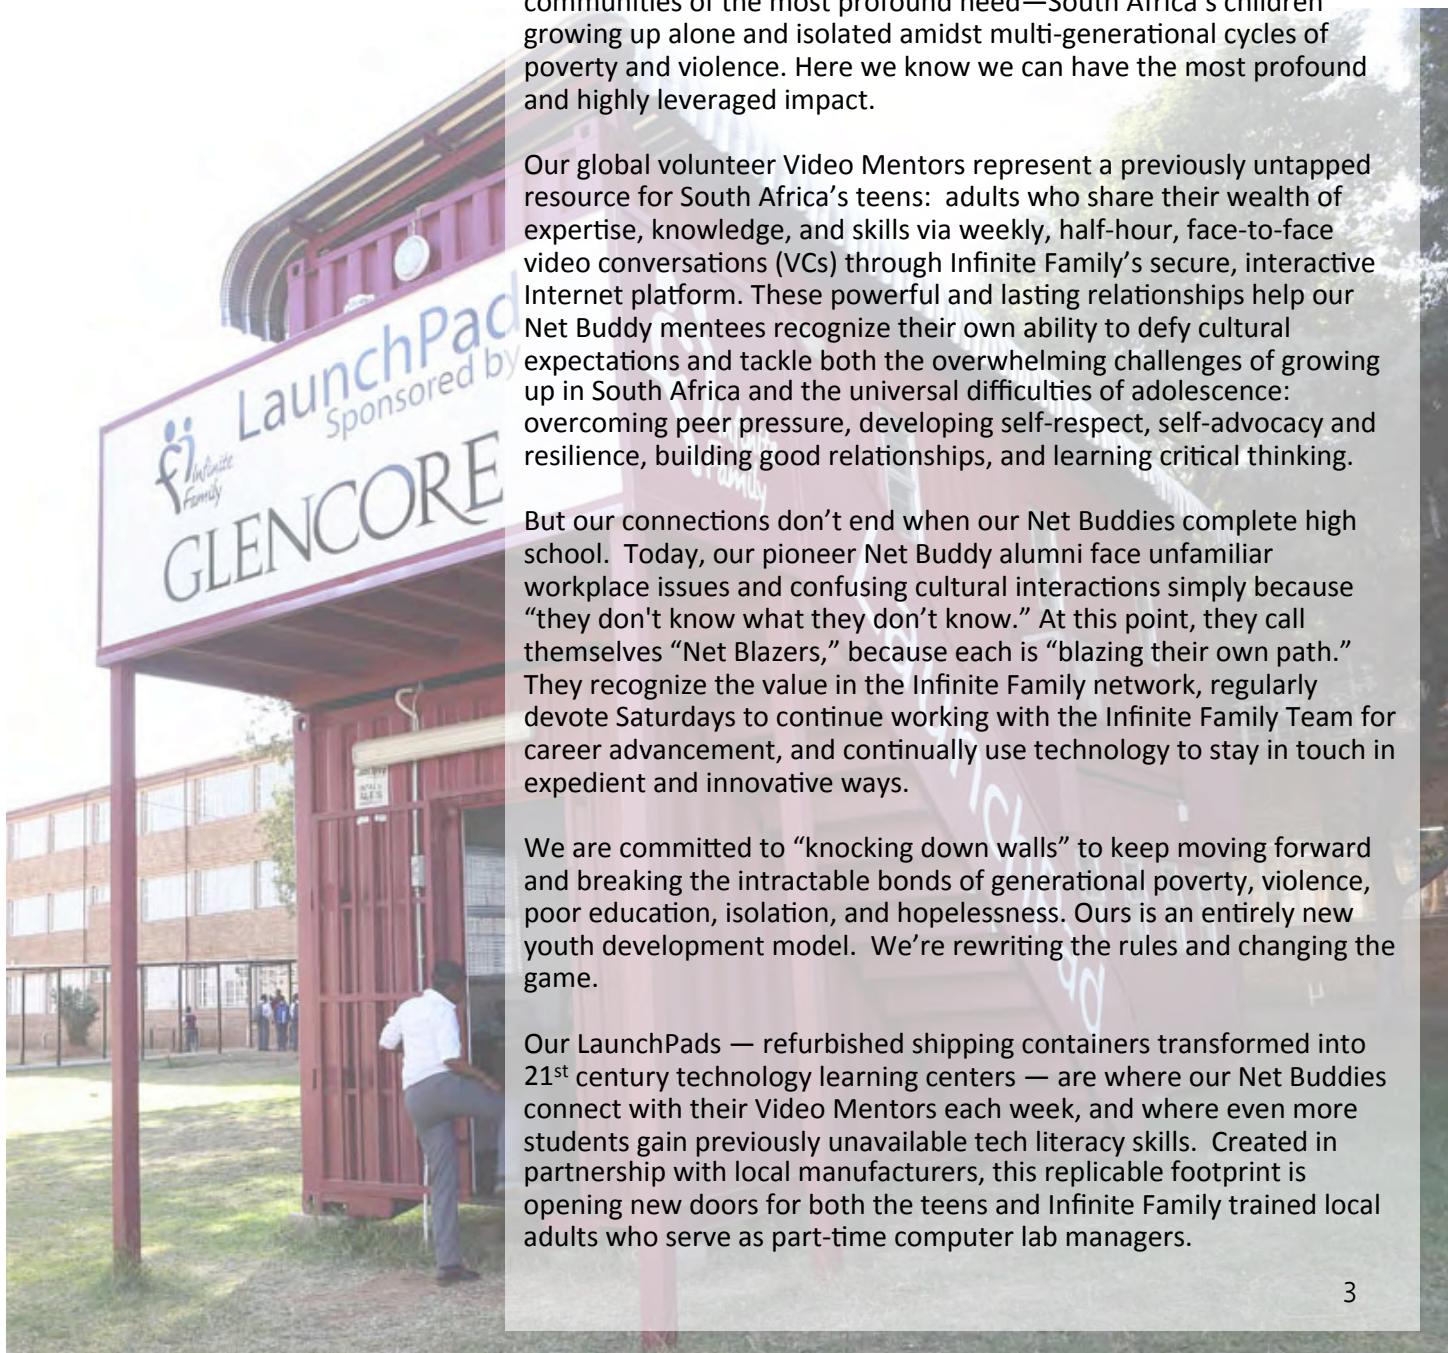 communities of the most profound need—South Africa's children
growing up alone and isolated amidst multi-generational cycles of
poverty and violence. Here we know we can have the most profound
and highly leveraged impact.
Our global volunteer Video Mentors represent a previously untapped
resource for South Africa's teens:  adults who share their wealth of
expertise, knowledge, and skills via weekly, half-hour, face-to-face
video conversations (VCs) through Infinite Family's secure, interactive
Internet platform. These powerful and lasting relationships help our
Net Buddy mentees recognize their own ability to defy cultural
expectations and tackle both the overwhelming challenges of growing
up in South Africa and the universal difficulties of adolescence:
overcoming peer pressure, developing self-respect, self-advocacy and
resilience, building good relationships, and learning critical thinking.
But our connections don’t end when our Net Buddies complete high
school.  Today, our pioneer Net Buddy alumni face unfamiliar
workplace issues and confusing cultural interactions simply because
“they don't know what they don’t know.” At this point, they call
themselves “Net Blazers,” because each is “blazing their own path.”
They recognize the value in the Infinite Family network, regularly
devote Saturdays to continue working with the Infinite Family Team for
career advancement, and continually use technology to stay in touch in
expedient and innovative ways.
We are committed to “knocking down walls” to keep moving forward
and breaking the intractable bonds of generational poverty, violence,
poor education, isolation, and hopelessness. Ours is an entirely new
youth development model.  We’re rewriting the rules and changing the
game.
Our LaunchPads — refurbished shipping containers transformed into
21st century technology learning centers — are where our Net Buddies
connect with their Video Mentors each week, and where even more
students gain previously unavailable tech literacy skills.  Created in
partnership with local manufacturers, this replicable footprint is
opening new doors for both the teens and Infinite Family trained local
adults who serve as part-time computer lab managers.
3
LaunchPad
Sponsored by
Infinite
Family
GLENCORE
Infinite
Family
LaunchPad